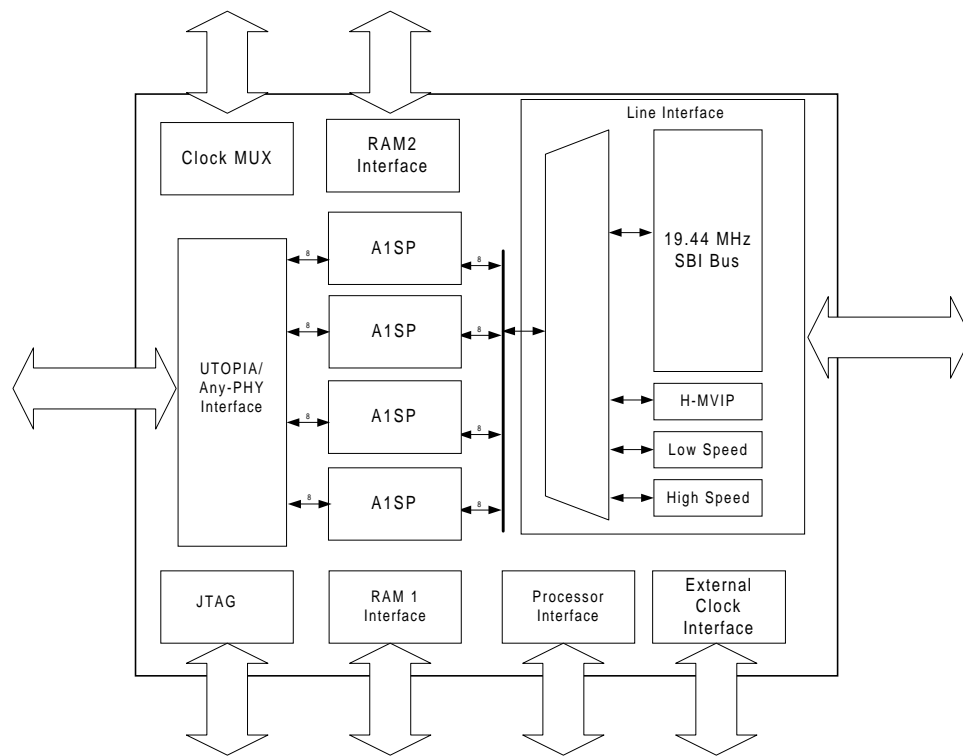 Line Interface
Clock MUX
RAM2
Interface
A1SP
8
8
19.44 MHz
SBI Bus
A1SP
8
8
UTOPIA/
Any-PHY
Interface
A1SP
8
8
H-MVIP
Low Speed
A1SP
8
8
High Speed
JTAG
RAM 1
Interface
Processor
Interface
External
Clock
Interface